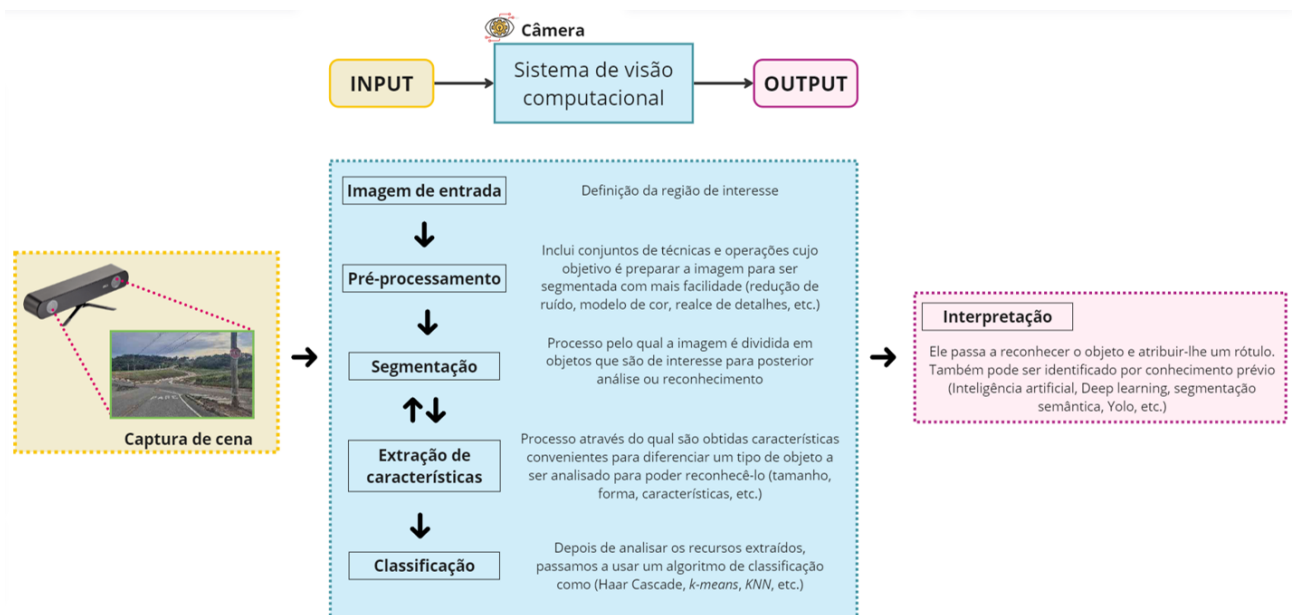 Câmera
INPUT
Sistema de visão
computacional
OUTPUT
Captura de cena
PARE
Imagem de entrada
Definição da região de interesse
Pré-processamento
Inclui conjuntos de técnicas e operações cujo
objetivo é preparar a imagem para ser
segmentada com mais facilidade (redução de
ruído, modelo de cor, realce de detalhes, etc.)
Segmentação
Processo pelo qual a imagem é dividida em
objetos que são de interesse para posterior
análise ou reconhecimento
Extração de
características
Processo através do qual são obtidas características
convenientes para diferenciar um tipo de objeto a
ser analisado para poder reconhecê-lo (tamanho,
forma, características, etc.)
Classificação
Depois de analisar os recursos extraídos,
passamos a usar um algoritmo de classificação
como (Haar Cascade, k-means, KNN, etc.)
Interpretação
Ele passa a reconhecer o objeto e atribuir-lhe um rótulo.
Também pode ser identificado por conhecimento prévio
(Inteligência artificial, Deep learning, segmentação
semântica, Yolo, etc.)